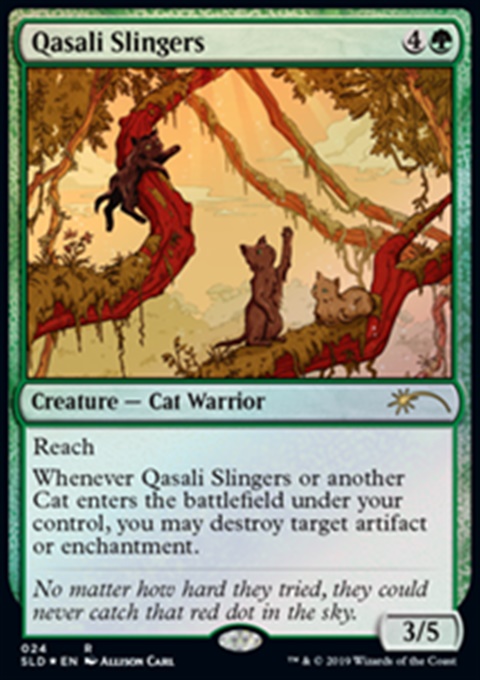 Qasali Slingers 4
Creature — Cat Warrior
Reach
Whenever Qasali Slingers or another
Cat enters the battlefield under your
control, you may destroy target artifact
or enchantment.
No matter how hard they tried, they could
never catch that red dot in the sky.
3/5
024 R
SLD ★ EN Allison Carl
™ & © 2019 Wizards of the Coast